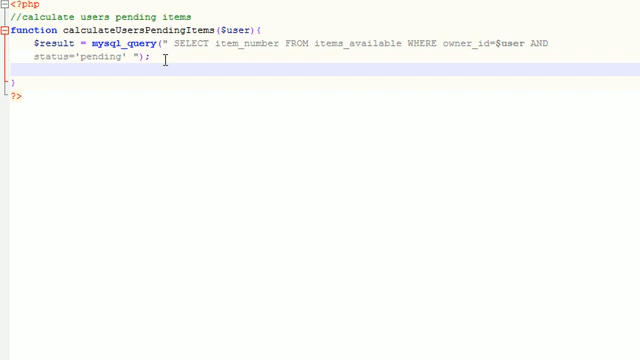 <?php
//calculate users pending items
function calculateUsersPendingItems($user){
$result = mysql_query(" SELECT item_number FROM items_available WHERE owner_id=$user AND
status='pending' ");
}
?>